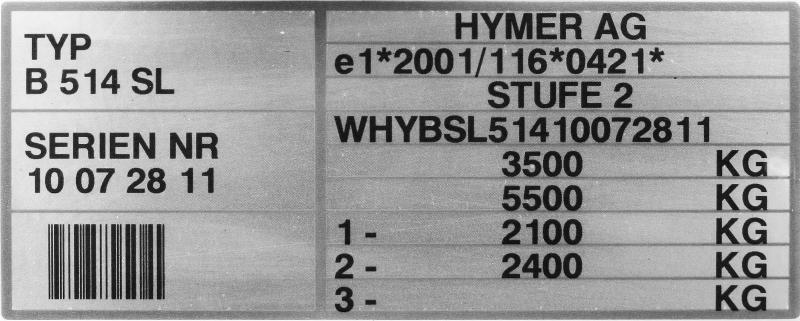 TYP
B 514 SL
SERIEN NR
10 07 28 11
HYMER AG
e1*2001/116*0421*
STUFE 2
WHYBSL51410072811
3500 KG
5500 KG
1 - 2100 KG
2 - 2400 KG
3 - KG